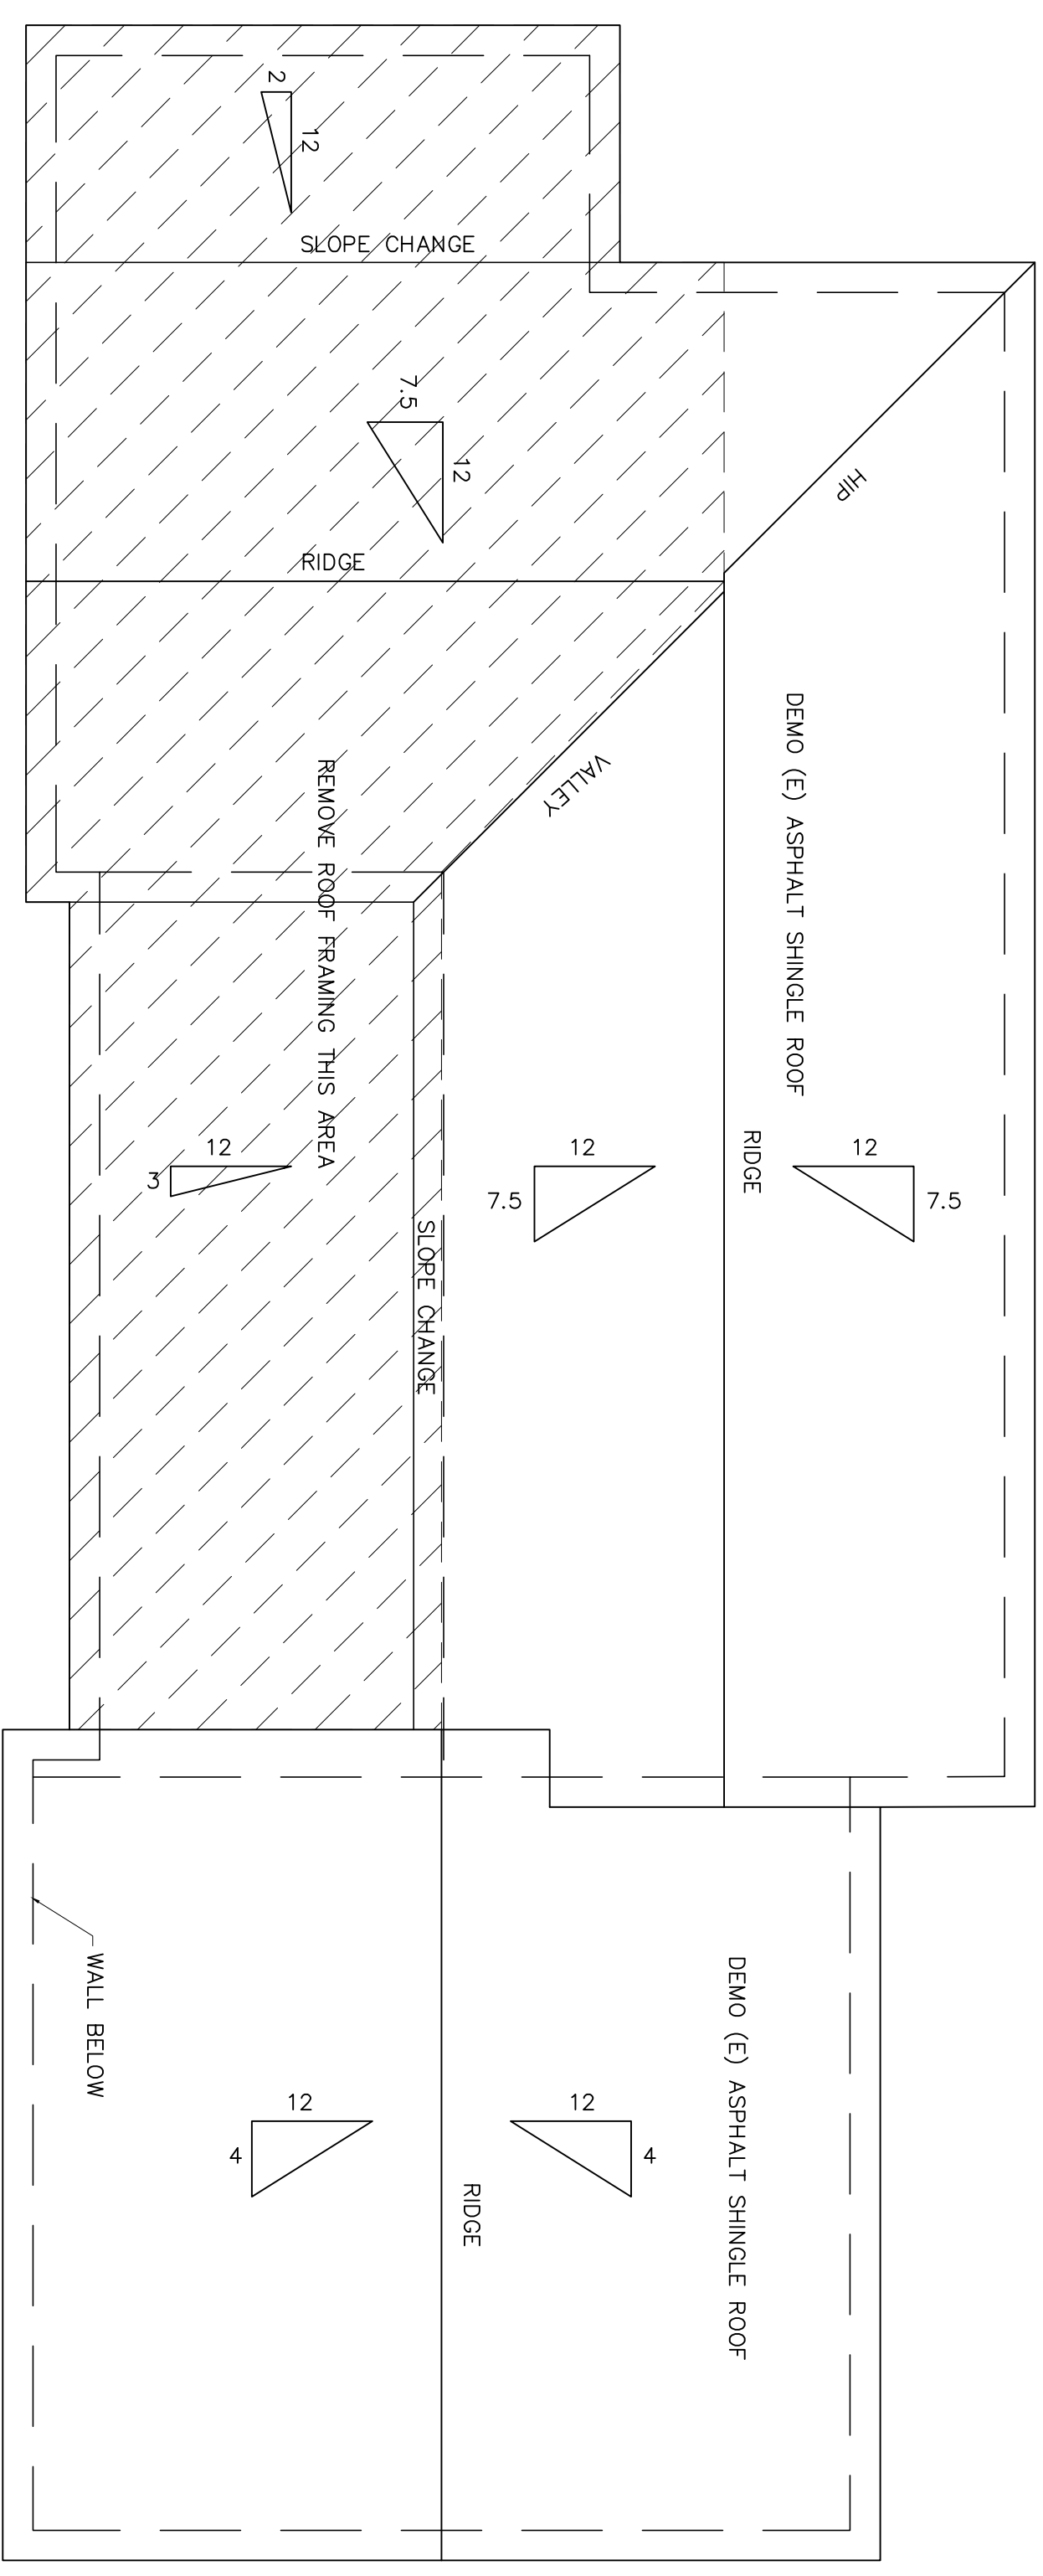 2
12
SLOPE CHANGE
7.5
12
HIP
RIDGE
DEMO (E) ASPHALT SHINGLE ROOF
VALLEY
REMOVE ROOF FRAMING THIS AREA
12
3
12
7.5
RIDGE
12
7.5
SLOPE CHANGE
WALL BELOW
DEMO (E) ASPHALT SHINGLE ROOF
12
4
12
4
RIDGE